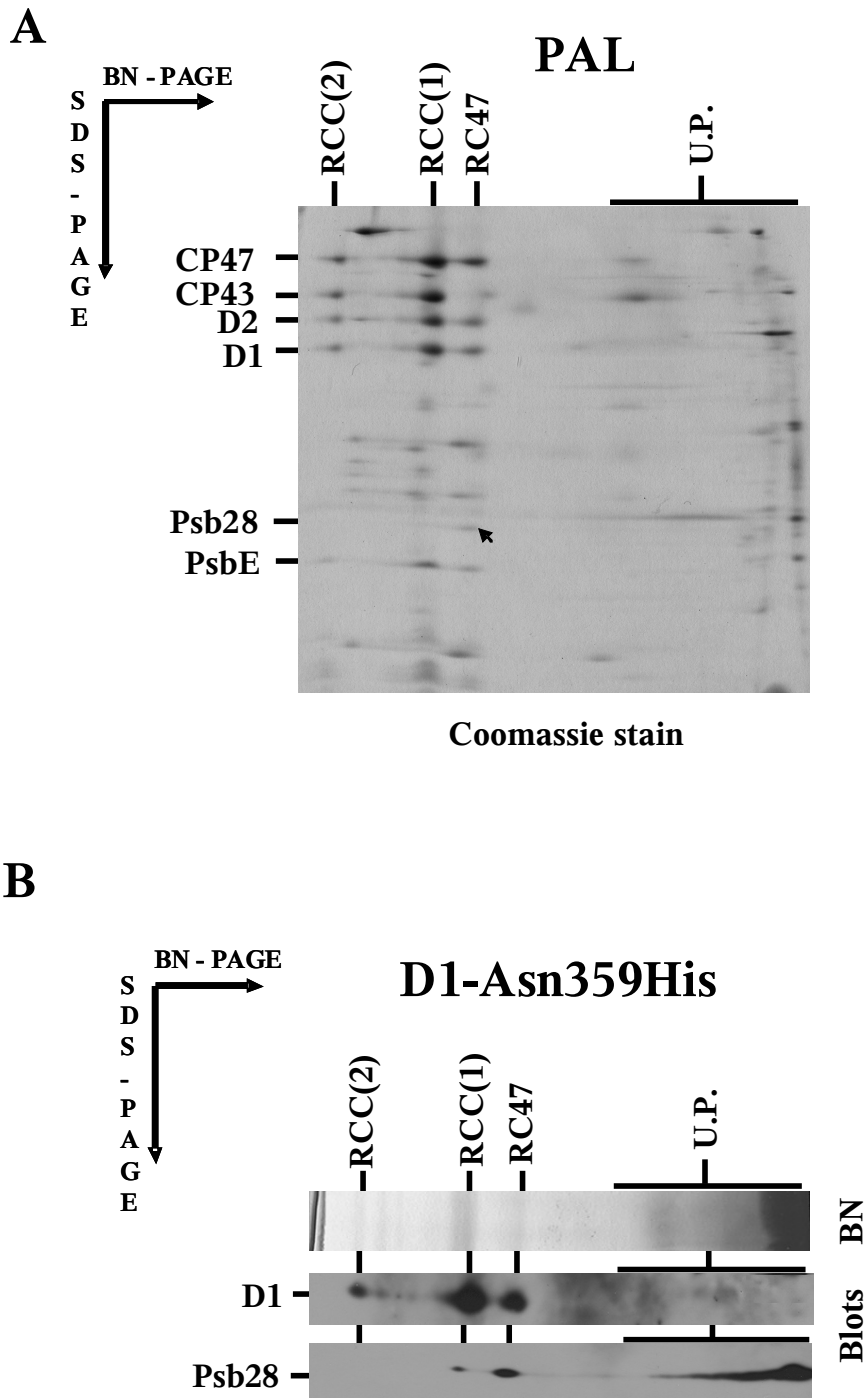 A
PAL
BN - PAGE
SDS-PAGE
RCC(2)
RCC(1)
RC47
U.P.
CP47
CP43
D2
D1
Psb28
PsbE
Coomassie stain
B
BN - PAGE
D1-Asn359His
SDS-PAGE
RCC(2)
RCC(1)
RC47
U.P.
BN
D1
Blots
Psb28